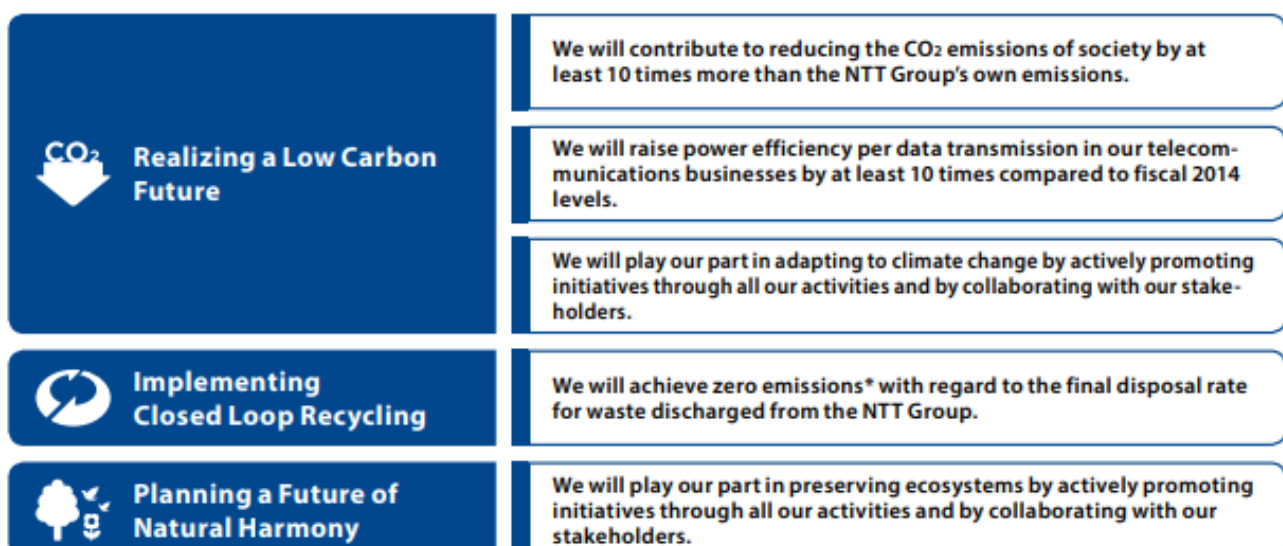 CO₂
Realizing a Low Carbon
Future
We will contribute to reducing the CO₂ emissions of society by at
least 10 times more than the NTT Group's own emissions.
We will raise power efficiency per data transmission in our telecom-
munications businesses by at least 10 times compared to fiscal 2014
levels.
We will play our part in adapting to climate change by actively promoting
initiatives through all our activities and by collaborating with our stake-
holders.
Implementing
Closed Loop Recycling
We will achieve zero emissions* with regard to the final disposal rate
for waste discharged from the NTT Group.
Planning a Future of
Natural Harmony
We will play our part in preserving ecosystems by actively promoting
initiatives through all our activities and by collaborating with our
stakeholders.